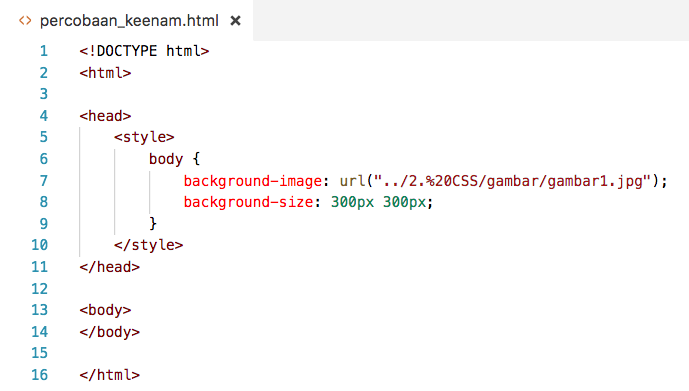 percobaan_keenam.html
1 <!DOCTYPE html>
2 <html>
3
4 <head>
5 <style>
6 body {
7 background-image: url("../2.%20CSS/gambar/gambar1.jpg");
8 background-size: 300px 300px;
9 }
10 </style>
11 </head>
12
13 <body>
14 </body>
15
16 </html>